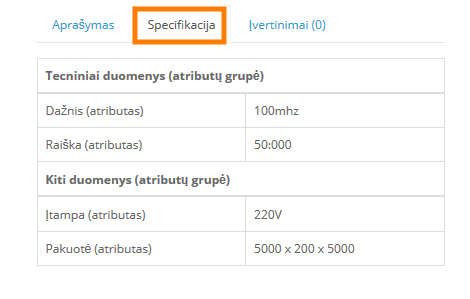 Aprašymas Specifikacija Įvertinimai (0)
Tecniniai duomenys (atributų grupė)
Dažnis (atributas) 100mhz
Raiška (atributas) 50:000
Kiti duomenys (atributų grupė)
Įtampa (atributas) 220V
Pakuotė (atributas) 5000 x 200 x 5000